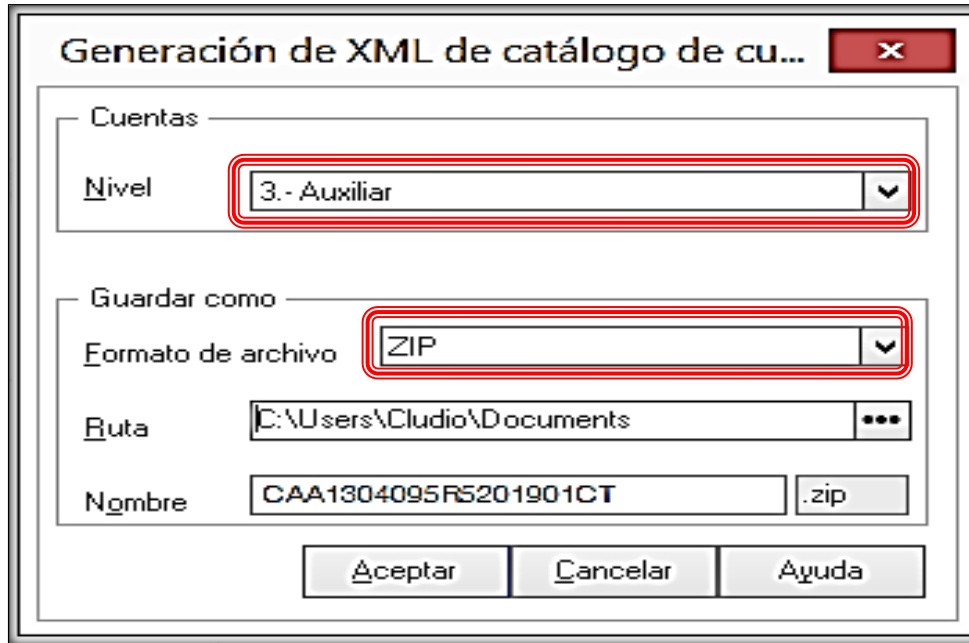 Generación de XML de catálogo de cu...
Cuentas
Nivel
3.- Auxiliar
Guardar como
Formato de archivo
ZIP
Ruta
C:\Users\Cludio\Documents
•••
Nombre
CAA1304095R5201901CT
.zip
Aceptar
Cancelar
Ayuda